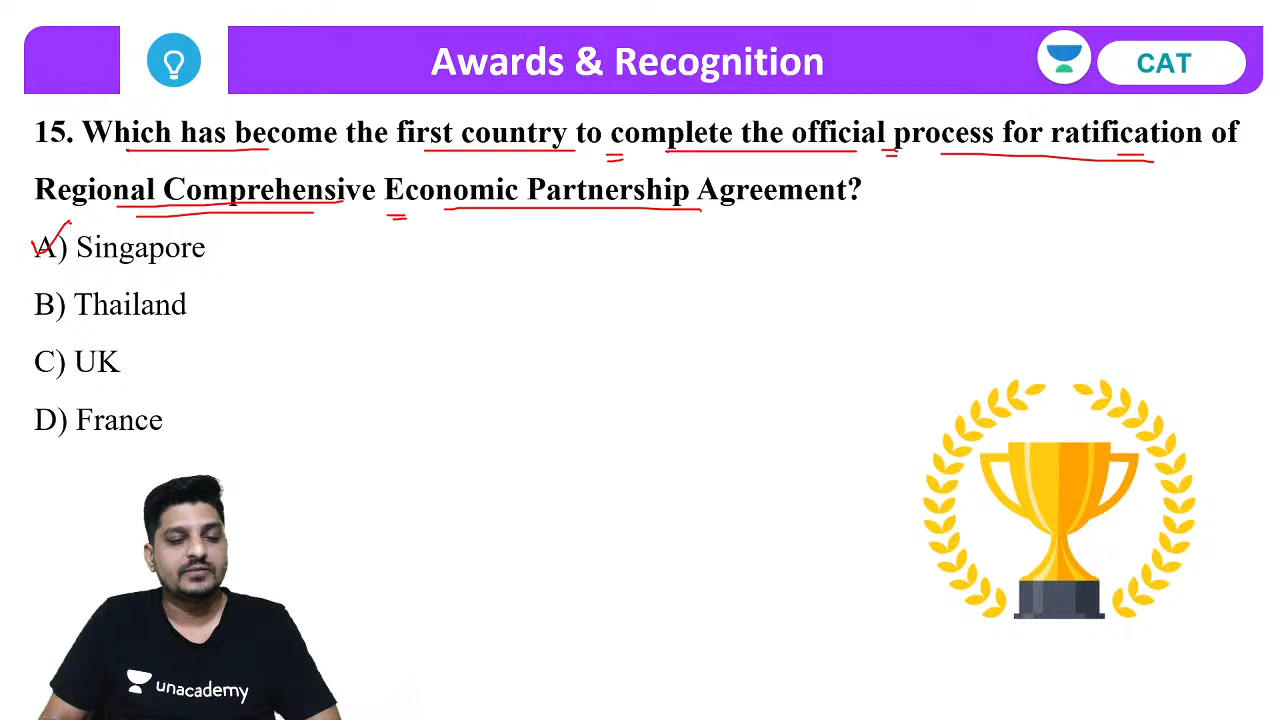 Awards & Recognition
CAT
15. Which has become the first country to complete the official process for ratification of
Regional Comprehensive Economic Partnership Agreement?
A) Singapore
B) Thailand
C) UK
D) France
unacademy